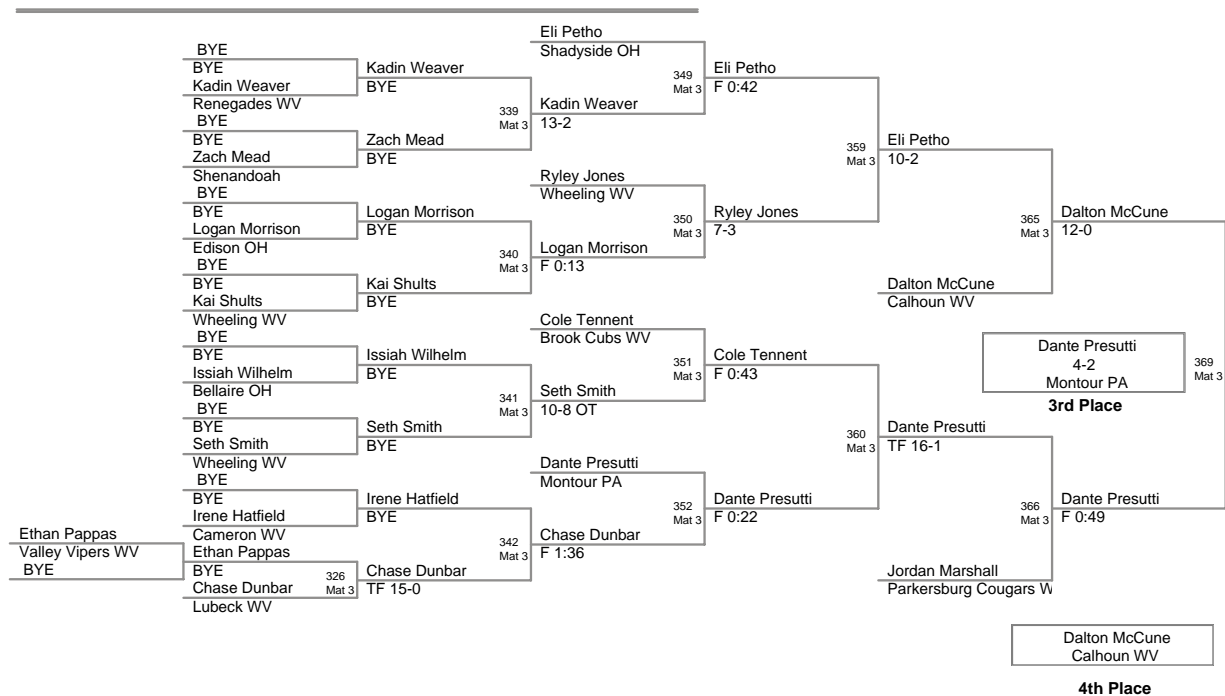 Eli Petho
Shadyside OH
BYE
BYE
Kadin Weaver
Renegades WV
Kadin Weaver
BYE
BYE
BYE
Zach Mead
Shenandoah
Zach Mead
BYE
339
Mat 3
Kadin Weaver
13-2
349
Mat 3
Eli Petho
F 0:42
BYE
BYE
Logan Morrison
Edison OH
Logan Morrison
BYE
BYE
BYE
Kai Shults
Wheeling WV
Kai Shults
BYE
340
Mat 3
Logan Morrison
F 0:13
Ryley Jones
Wheeling WV
350
Mat 3
Ryley Jones
7-3
359
Mat 3
Eli Petho
10-2
Dalton McCune
Calhoun WV
365
Mat 3
Dalton McCune
12-0
BYE
BYE
Issiah Wilhelm
Bellaire OH
Issiah Wilhelm
BYE
BYE
BYE
Seth Smith
Wheeling WV
Seth Smith
BYE
341
Mat 3
Seth Smith
10-8 OT
Cole Tennent
Brook Cubs WV
351
Mat 3
Cole Tennent
F 0:43
BYE
BYE
Irene Hatfield
Cameron WV
Irene Hatfield
BYE
Ethan Pappas
Valley Vipers WV
BYE
Ethan Pappas
BYE
Chase Dunbar
Lubeck WV
326
Mat 3
Chase Dunbar
TF 15-0
342
Mat 3
Chase Dunbar
F 1:36
Dante Presutti
Montour PA
352
Mat 3
Dante Presutti
F 0:22
360
Mat 3
Dante Presutti
TF 16-1
Jordan Marshall
Parkersburg Cougars W
366
Mat 3
Dante Presutti
F 0:49
Dante Presutti
4-2
Montour PA
3rd Place
369
Mat 3
Dalton McCune
Calhoun WV
4th Place